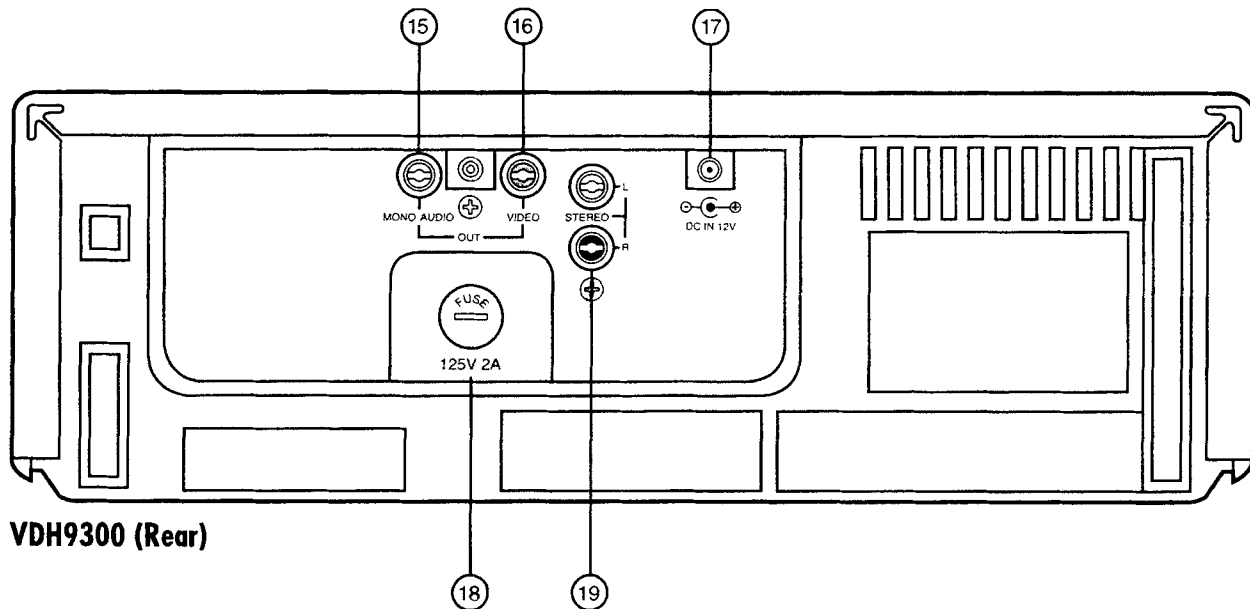 15 16 17
MONO AUDIO VIDEO STEREO L
OUT R
DC IN 12V
FUSE
125V 2A
VDH9300 (Rear)
18 19